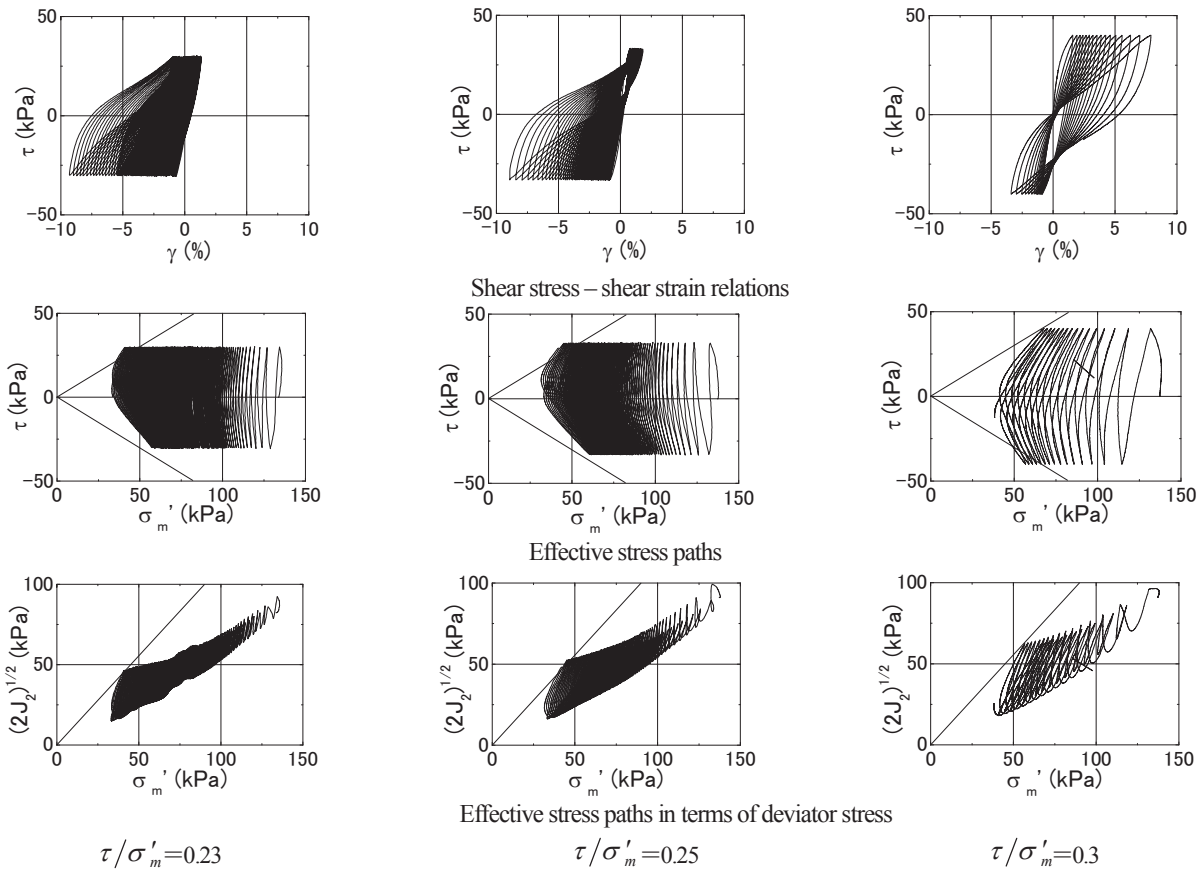 50 50 50
τ (kPa) τ (kPa) τ (kPa)
0 0 0
−50 −50 −50
−10 −5 0 5 10 −10 −5 0 5 10 −10 −5 0 5 10
γ (%) γ (%) γ (%)
Shear stress – shear strain relations
50 50 50
τ (kPa) τ (kPa) τ (kPa)
0 0 0
−50 −50 −50
0 50 100 150 0 50 100 150 0 50 100 150
σm' (kPa) σm' (kPa) σm' (kPa)
Effective stress paths
100 100 100
(2J2)1/2 (kPa) (2J2)1/2 (kPa) (2J2)1/2 (kPa)
50 50 50
0 0 0
0 50 100 150 0 50 100 150 0 50 100 150
σm' (kPa) σm' (kPa) σm' (kPa)
Effective stress paths in terms of deviator stress
τ/σ′m=0.23 τ/σ′m=0.25 τ/σ′m=0.3